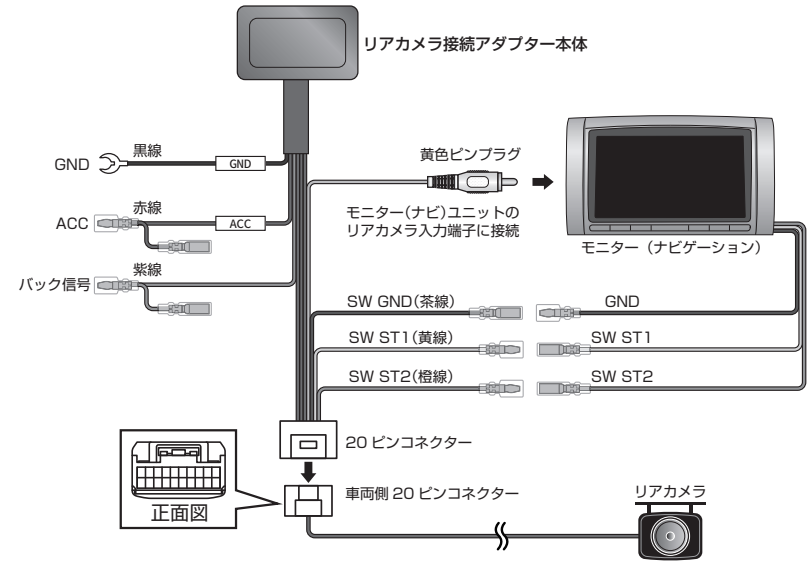 リアカメラ接続アダプター本体
GND
黒線
GND
黄色ピンプラグ
ACC
赤線
ACC
モニター(ナビ)ユニットの
リアカメラ入力端子に接続
モニター（ナビゲーション）
バック信号
紫線
SW GND(茶線)
GND
SW ST1(黄線)
SW ST1
SW ST2(橙線)
SW ST2
20 ピンコネクター
正面図
車両側 20 ピンコネクター
リアカメラ